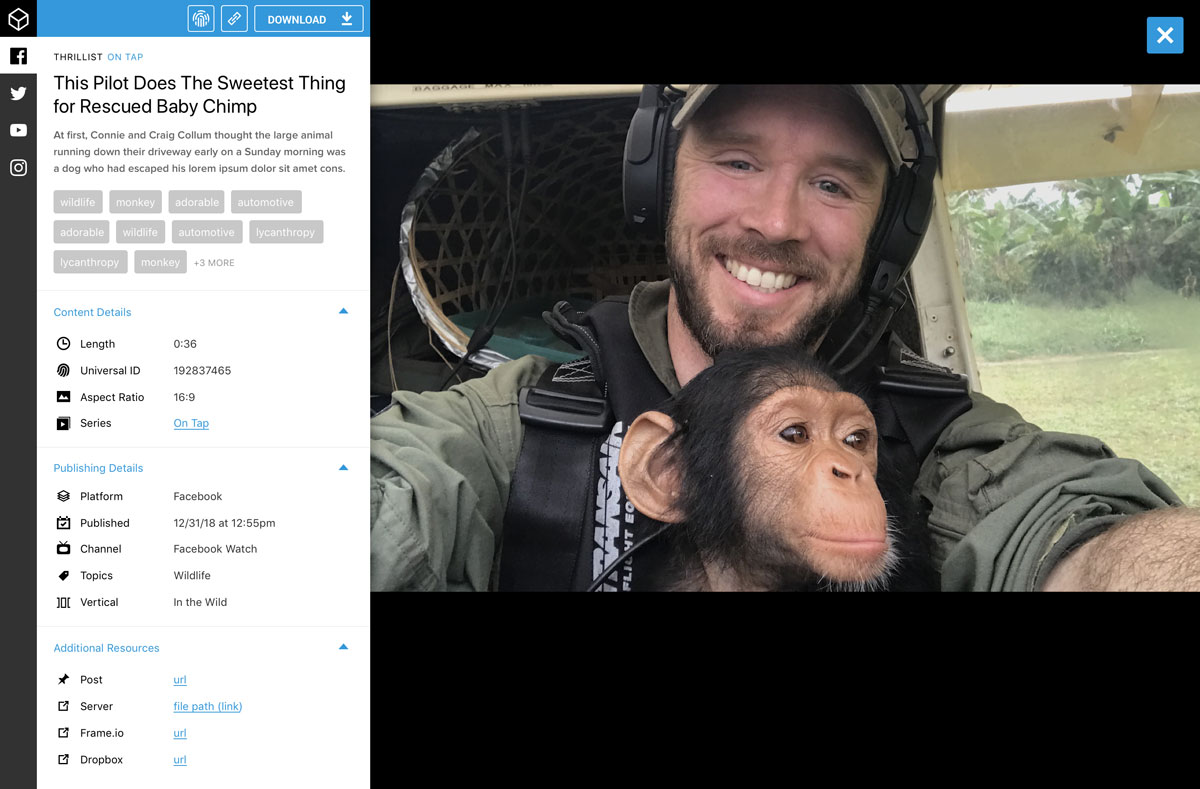 DOWNLOAD
THRILLIST ON TAP
This Pilot Does The Sweetest Thing
for Rescued Baby Chimp
At first, Connie and Craig Collum thought the large animal
running down their driveway early on a Sunday morning was
a dog who had escaped his lorem ipsum dolor sit amet cons.
wildlife monkey adorable automotive
adorable wildlife automotive lycanthropy
lycanthropy monkey +3 MORE
Content Details
Length 0:36
Universal ID 192837465
Aspect Ratio 16:9
Series On Tap
Publishing Details
Platform Facebook
Published 12/31/18 at 12:55pm
Channel Facebook Watch
Topics Wildlife
Vertical In the Wild
Additional Resources
Post url
Server file path (link)
Frame.io url
Dropbox url
BAGGAGE MAX
TRANSAIR
FLIGHT EQ